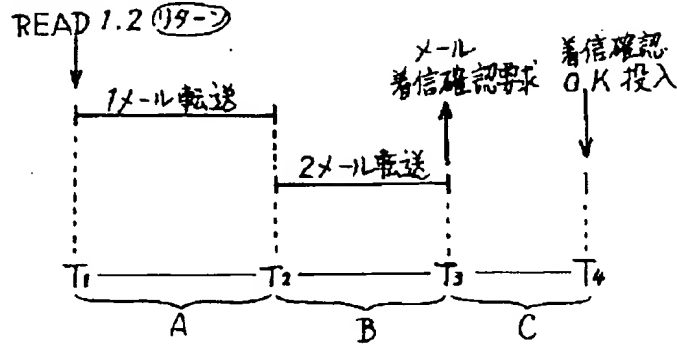 READ 1.2 リターン
メール
着信確認要求
着信確認
OK投入
1メール転送
2メール転送
T1 T2 T3 T4
A B C